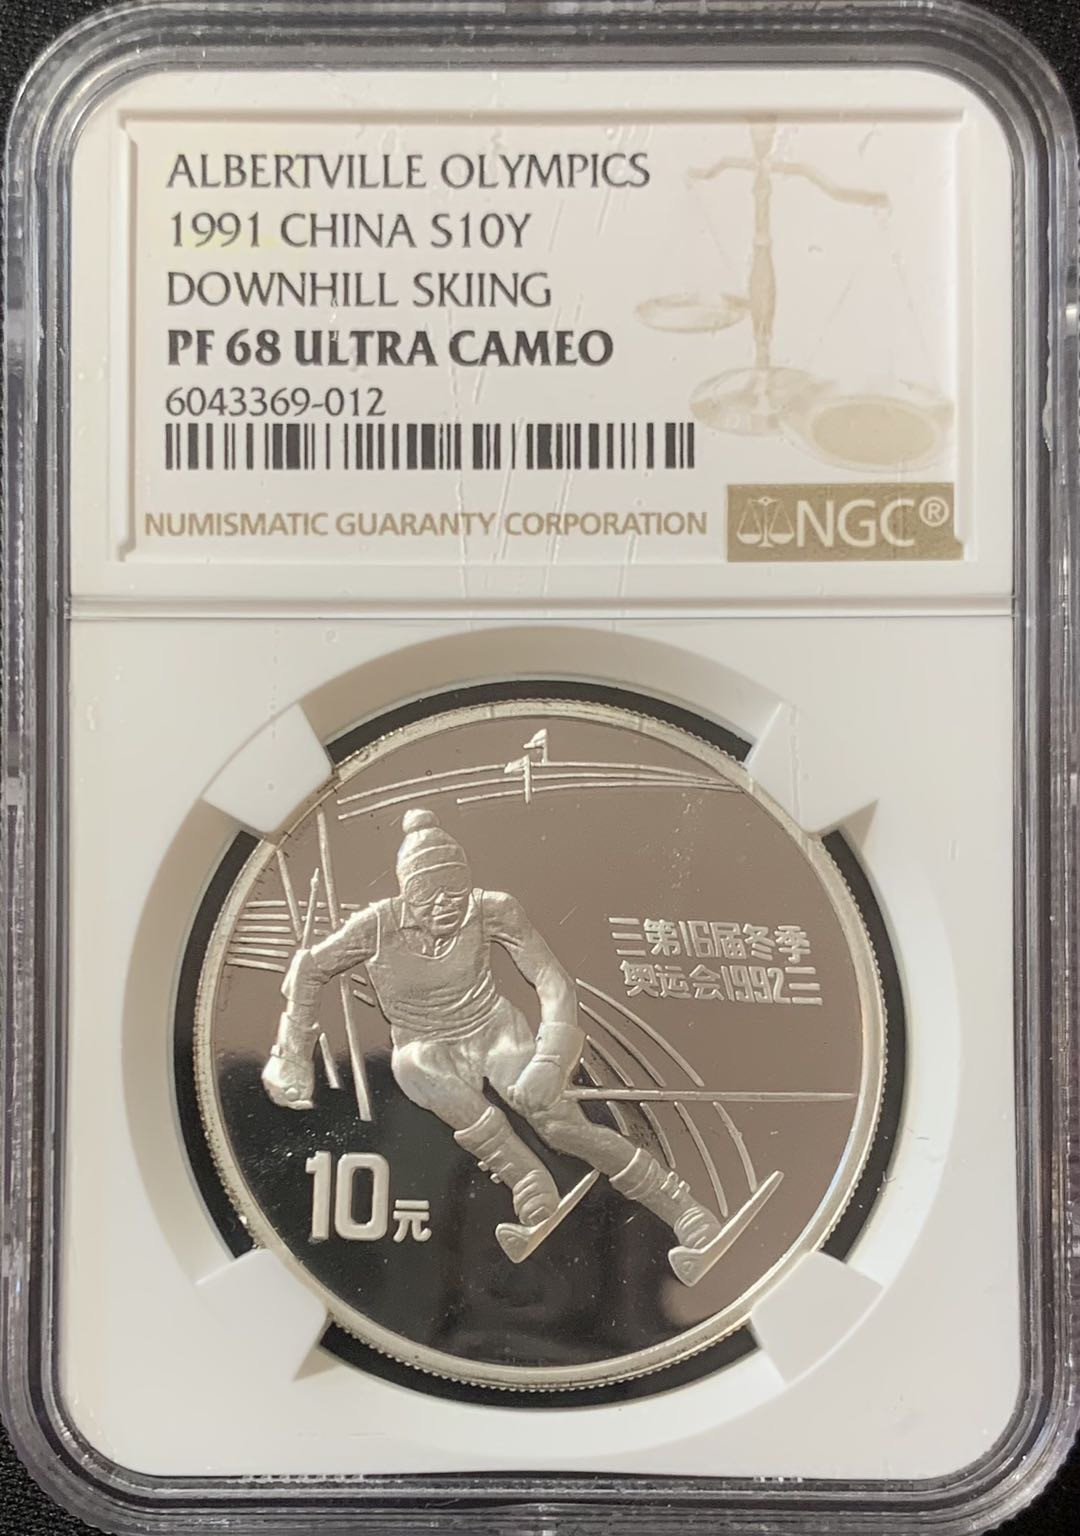 ALBERTVILLE OLYMPICS
1991 CHINA S10Y
DOWNHILL SKIING
PF 68 ULTRA CAMEO
6043369-012
NUMISMATIC GUARANTY CORPORATION
NGC®
第16届冬季
奥运会1992
10元